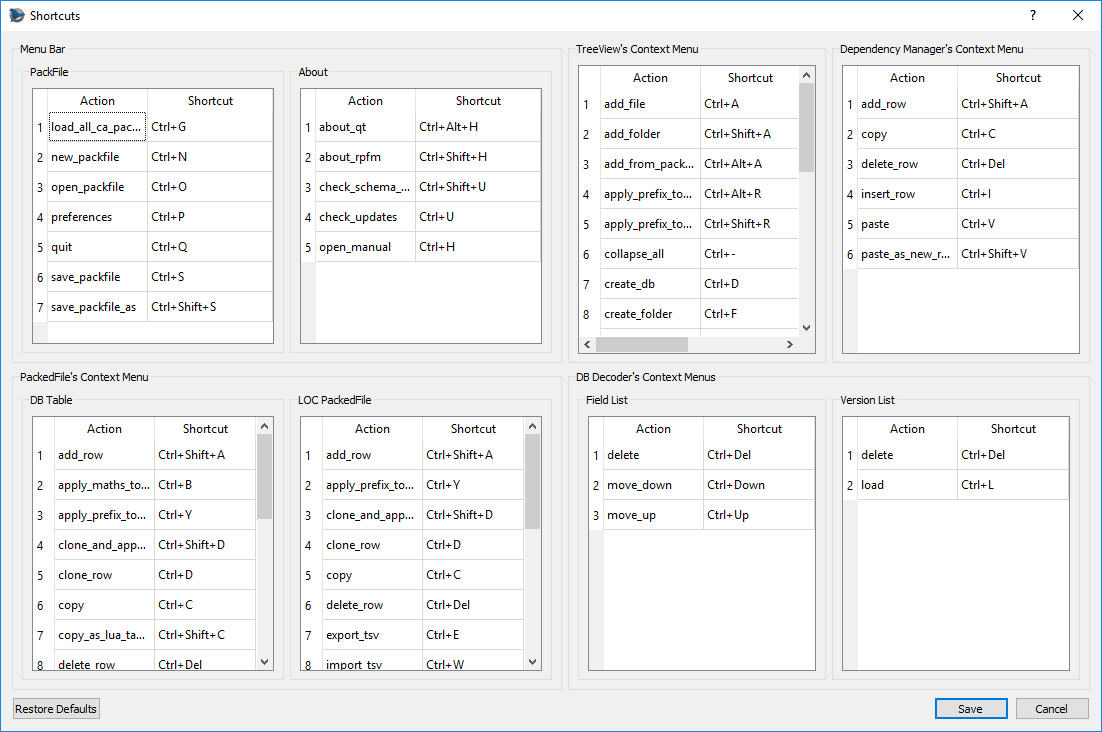 Shortcuts
Menu Bar
PackFile
Action Shortcut
1 load_all_ca_pac... Ctrl+G
2 new_packfile Ctrl+N
3 open_packfile Ctrl+O
4 preferences Ctrl+P
5 quit Ctrl+Q
6 save_packfile Ctrl+S
7 save_packfile_as Ctrl+Shift+S
About
Action Shortcut
1 about_qt Ctrl+Alt+H
2 about_rpfm Ctrl+Shift+H
3 check_schema_... Ctrl+Shift+U
4 check_updates Ctrl+U
5 open_manual Ctrl+H
TreeView's Context Menu
Action Shortcut
1 add_file Ctrl+A
2 add_folder Ctrl+Shift+A
3 add_from_pack... Ctrl+Alt+A
4 apply_prefix_to... Ctrl+Alt+R
5 apply_prefix_to... Ctrl+Shift+R
6 collapse_all Ctrl+-
7 create_db Ctrl+D
8 create_folder Ctrl+F
Dependency Manager's Context Menu
Action Shortcut
1 add_row Ctrl+Shift+A
2 copy Ctrl+C
3 delete_row Ctrl+Del
4 insert_row Ctrl+I
5 paste Ctrl+V
6 paste_as_new_r... Ctrl+Shift+V
PackedFile's Context Menu
DB Table
Action Shortcut
1 add_row Ctrl+Shift+A
2 apply_maths_to... Ctrl+B
3 apply_prefix_to... Ctrl+Y
4 clone_and_app... Ctrl+Shift+D
5 clone_row Ctrl+D
6 copy Ctrl+C
7 copy_as_lua_ta... Ctrl+Shift+C
8 delete_row Ctrl+Del
LOC PackedFile
Action Shortcut
1 add_row Ctrl+Shift+A
2 apply_prefix_to... Ctrl+Y
3 clone_and_app... Ctrl+Shift+D
4 clone_row Ctrl+D
5 copy Ctrl+C
6 delete_row Ctrl+Del
7 export_tsv Ctrl+E
8 import_tsv Ctrl+W
DB Decoder's Context Menus
Field List
Action Shortcut
1 delete Ctrl+Del
2 move_down Ctrl+Down
3 move_up Ctrl+Up
Version List
Action Shortcut
1 delete Ctrl+Del
2 load Ctrl+L
Restore Defaults
Save
Cancel